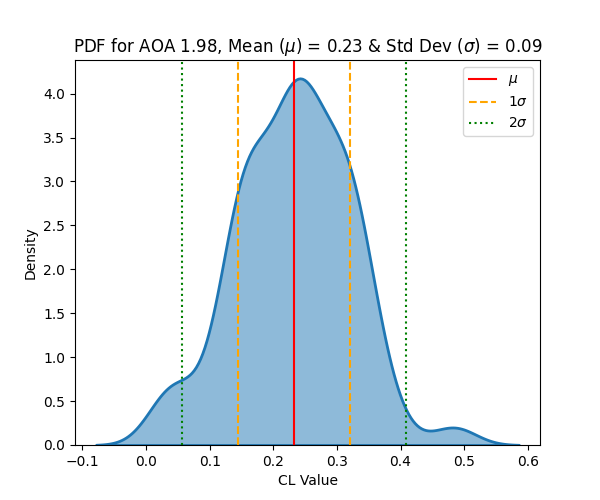 PDF for AOA 1.98, Mean (μ) = 0.23 & Std Dev (σ) = 0.09
μ
1σ
2σ
4.0
3.5
3.0
2.5
2.0
1.5
1.0
0.5
0.0
Density
−0.1 0.0 0.1 0.2 0.3 0.4 0.5 0.6
CL Value